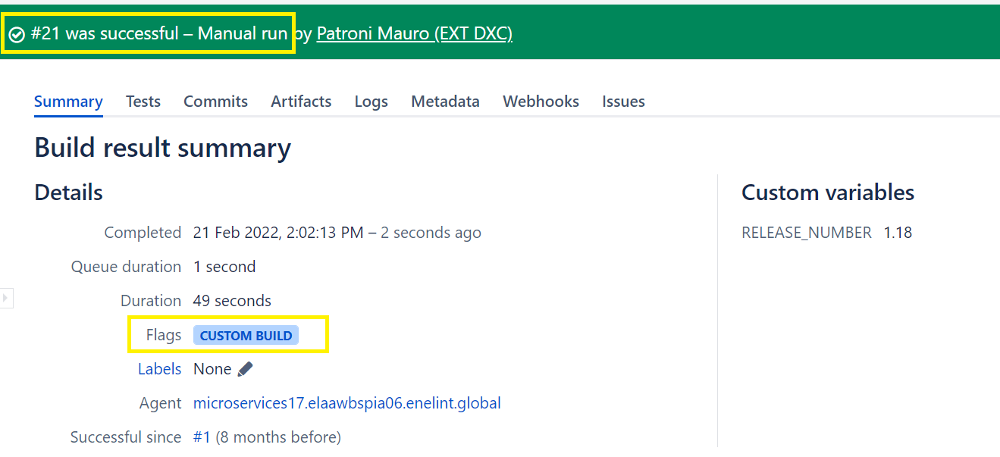 #21 was successful – Manual run by Patroni Mauro (EXT DXC)
Summary Tests Commits Artifacts Logs Metadata Webhooks Issues
Build result summary
Details
Completed 21 Feb 2022, 2:02:13 PM – 2 seconds ago
Queue duration 1 second
Duration 49 seconds
Flags CUSTOM BUILD
Labels None
Agent microservices17.elaawbspia06.enelint.global
Successful since #1 (8 months before)
Custom variables
RELEASE_NUMBER 1.18